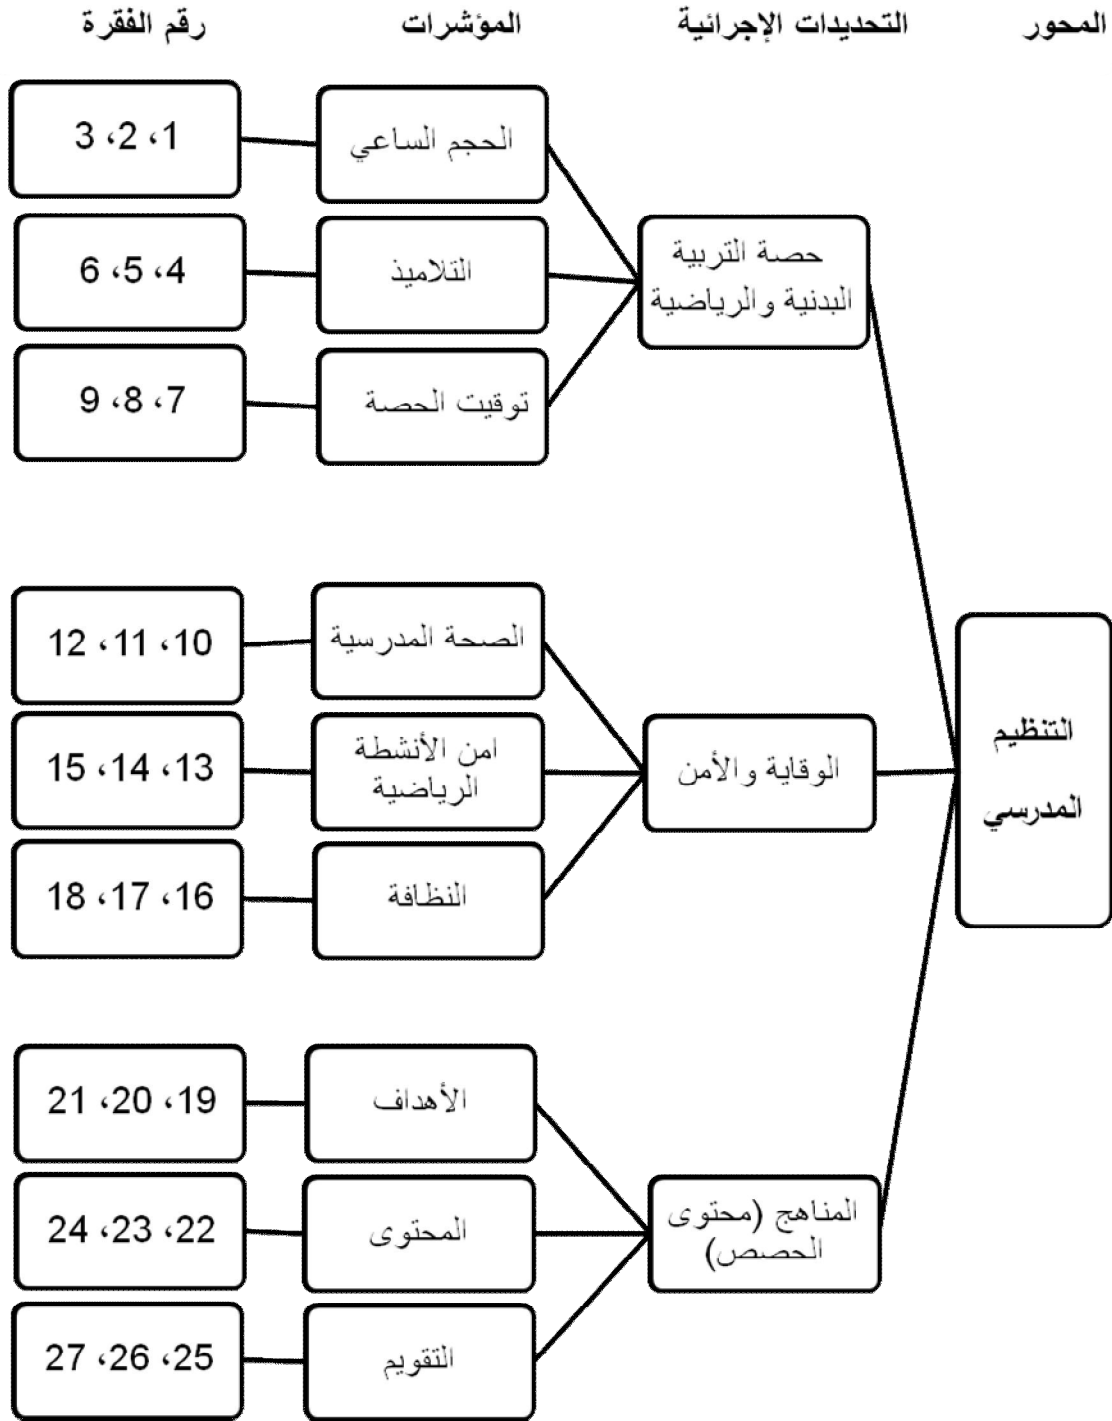 المحور
التحديدات الإجرائية
المؤشرات
رقم الفقرة
التنظيم
المدرسي
حصة التربية
البدنية والرياضية
الحجم الساعي
1، 2، 3
التلاميذ
4، 5، 6
توقيت الحصة
7، 8، 9
الوقاية والأمن
الصحة المدرسية
10، 11، 12
امن الأنشطة
الرياضية
13، 14، 15
النظافة
16، 17، 18
المناهج (محتوى
الحصص)
الأهداف
19، 20، 21
المحتوى
22، 23، 24
التقويم
25، 26، 27